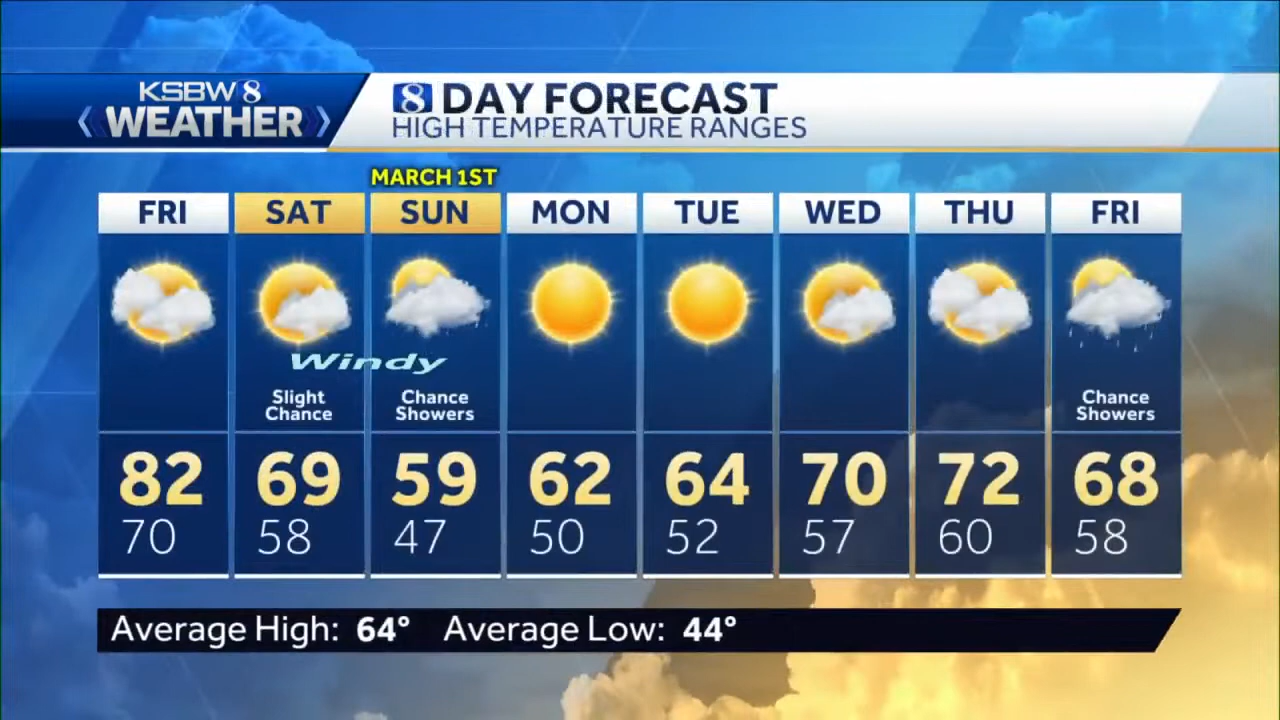 KSBW 8
WEATHER
8 DAY FORECAST
HIGH TEMPERATURE RANGES
MARCH 1ST
FRI SAT SUN MON TUE WED THU FRI
Windy
Slight
Chance
Chance
Showers
Chance
Showers
82 69 59 62 64 70 72 68
70 58 47 50 52 57 60 58
Average High: 64° Average Low: 44°